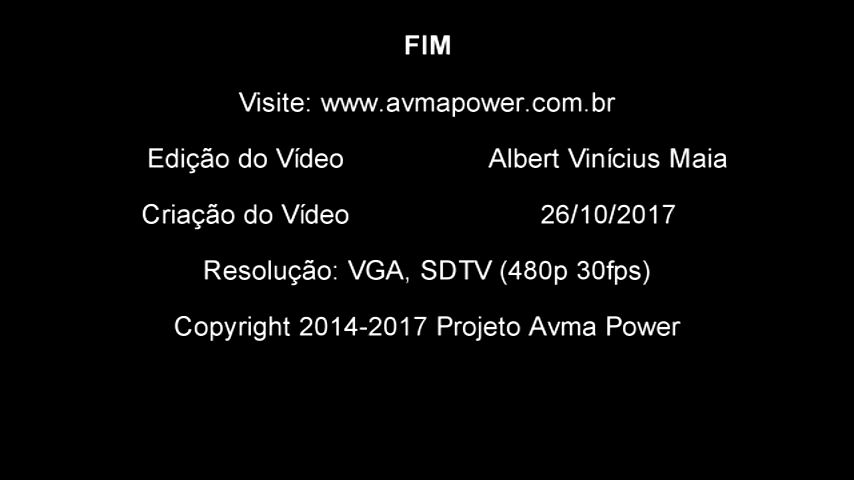 FIM
Visite: www.avmapower.com.br
Edição do Vídeo Albert Vinícius Maia
Criação do Vídeo 26/10/2017
Resolução: VGA, SDTV (480p 30fps)
Copyright 2014-2017 Projeto Avma Power